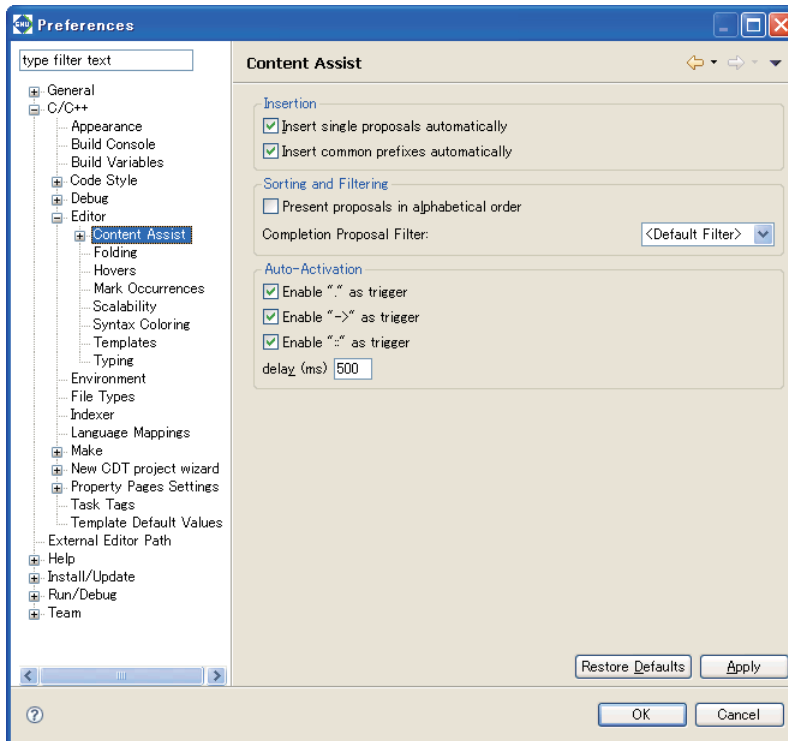 GNU Preferences
type filter text
General
C/C++
Appearance
Build Console
Build Variables
Code Style
Debug
Editor
Content Assist
Folding
Hovers
Mark Occurrences
Scalability
Syntax Coloring
Templates
Typing
Environment
File Types
Indexer
Language Mappings
Make
New CDT project wizard
Property Pages Settings
Task Tags
Template Default Values
External Editor Path
Help
Install/Update
Run/Debug
Team
Content Assist
Insertion
Insert single proposals automatically
Insert common prefixes automatically
Sorting and Filtering
Present proposals in alphabetical order
Completion Proposal Filter: <Default Filter>
Auto-Activation
Enable "." as trigger
Enable "->" as trigger
Enable "::" as trigger
delay (ms) 500
Restore Defaults Apply
? OK Cancel